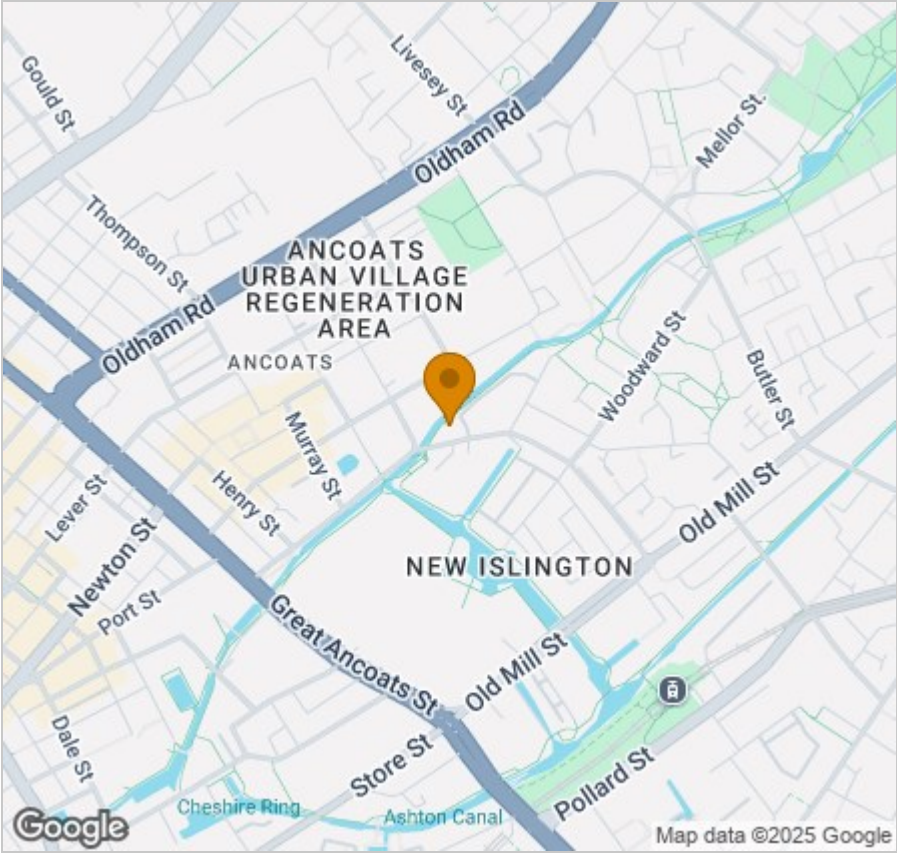 Gould St
Livesey St
Oldham Rd
Mellor St.
Thompson St
ANCOATS
URBAN VILLAGE
REGENERATION
AREA
Oldham Rd
ANCOATS
Woodward St
Butler St
Murray St
Henry St
Lever St
Newton St
Port St
Old Mill St
NEW ISLINGTON
Great Ancoats St
Old Mill St
Dale St
Store St
Pollard St
Cheshire Ring
Ashton Canal
Google
Map data ©2025 Google